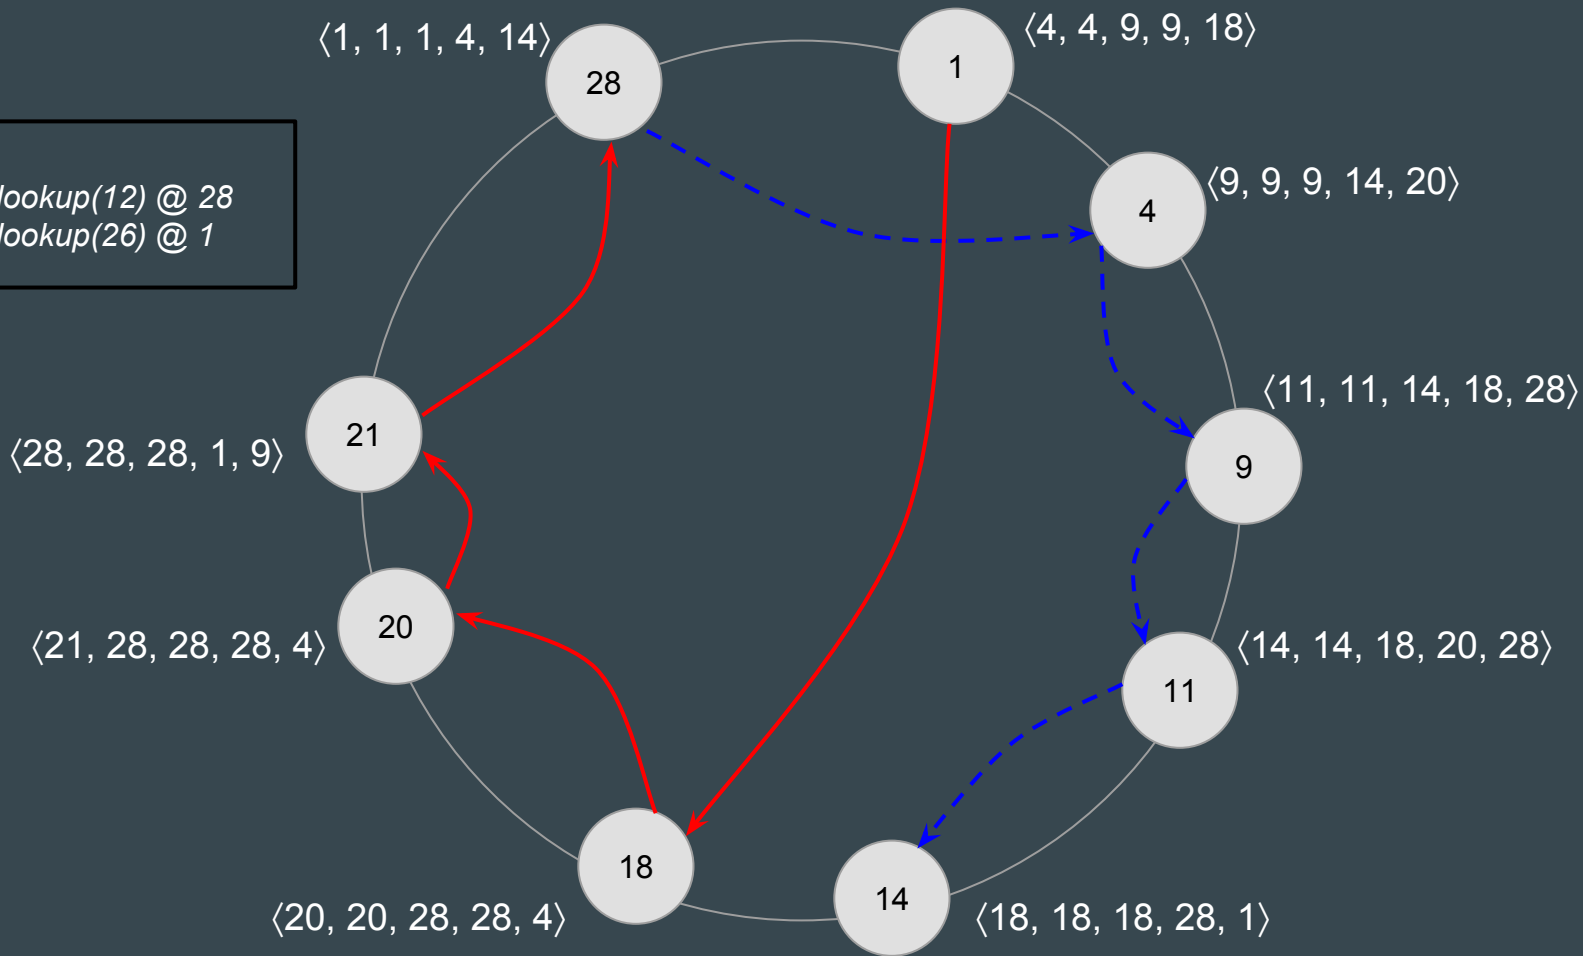 ⟨1, 1, 1, 4, 14⟩
28
1
⟨4, 4, 9, 9, 18⟩
lookup(12) @ 28
lookup(26) @ 1
4
⟨9, 9, 9, 14, 20⟩
⟨11, 11, 14, 18, 28⟩
21
⟨28, 28, 28, 1, 9⟩
9
20
⟨21, 28, 28, 28, 4⟩
⟨14, 14, 18, 20, 28⟩
11
18
14
⟨20, 20, 28, 28, 4⟩
⟨18, 18, 18, 28, 1⟩